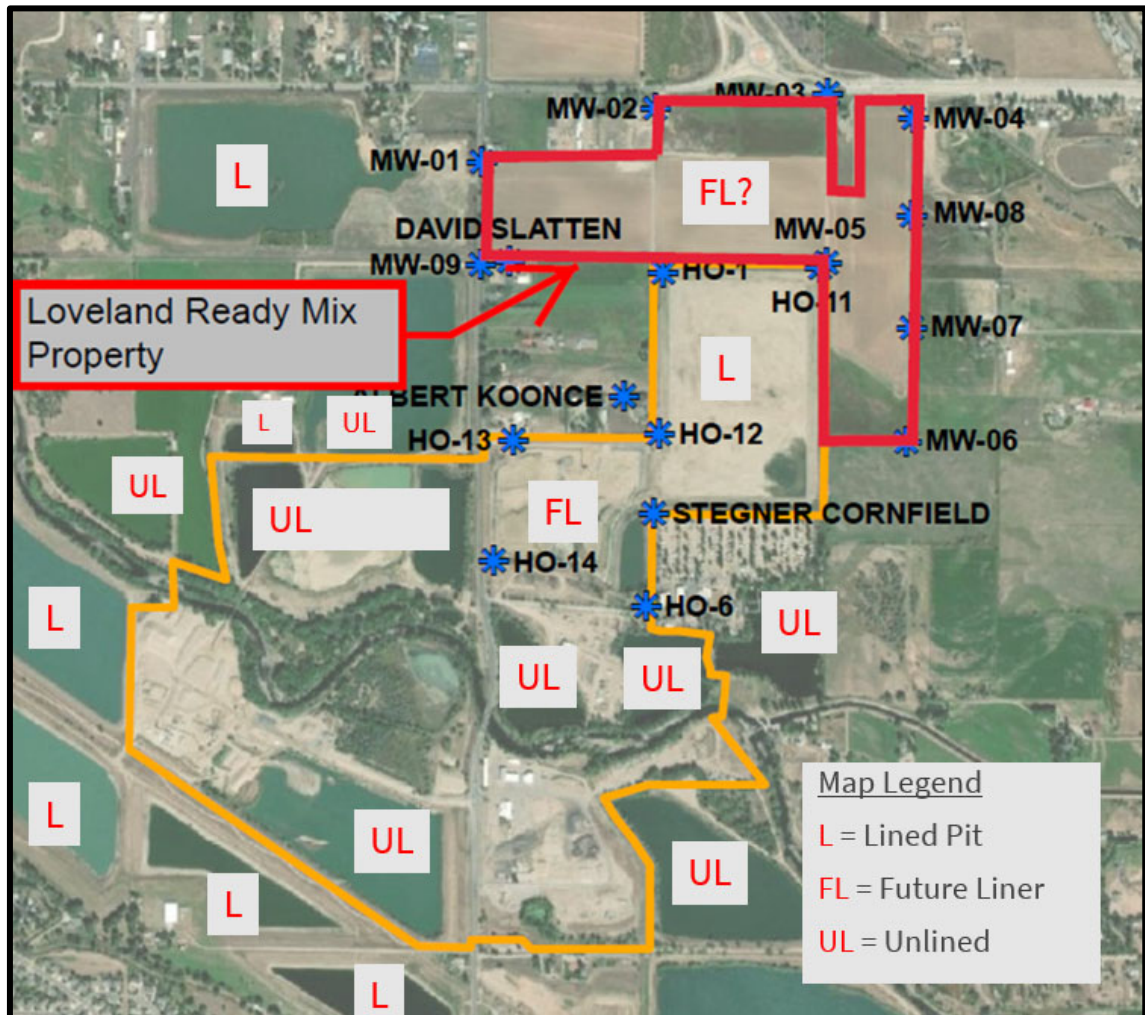 MW-02
MW-03
MW-04
L
MW-01
FL?
MW-08
DAVID SLATTEN
MW-05
MW-09
HO-1
HO-11
Loveland Ready Mix
Property
MW-07
L
ALBERT KOONCE
L
UL
HO-13
HO-12
MW-06
UL
UL
FL
STEGNER CORNFIELD
HO-14
L
HO-6
UL
UL
UL
L
UL
UL
L
L
Map Legend
L = Lined Pit
FL = Future Liner
UL = Unlined